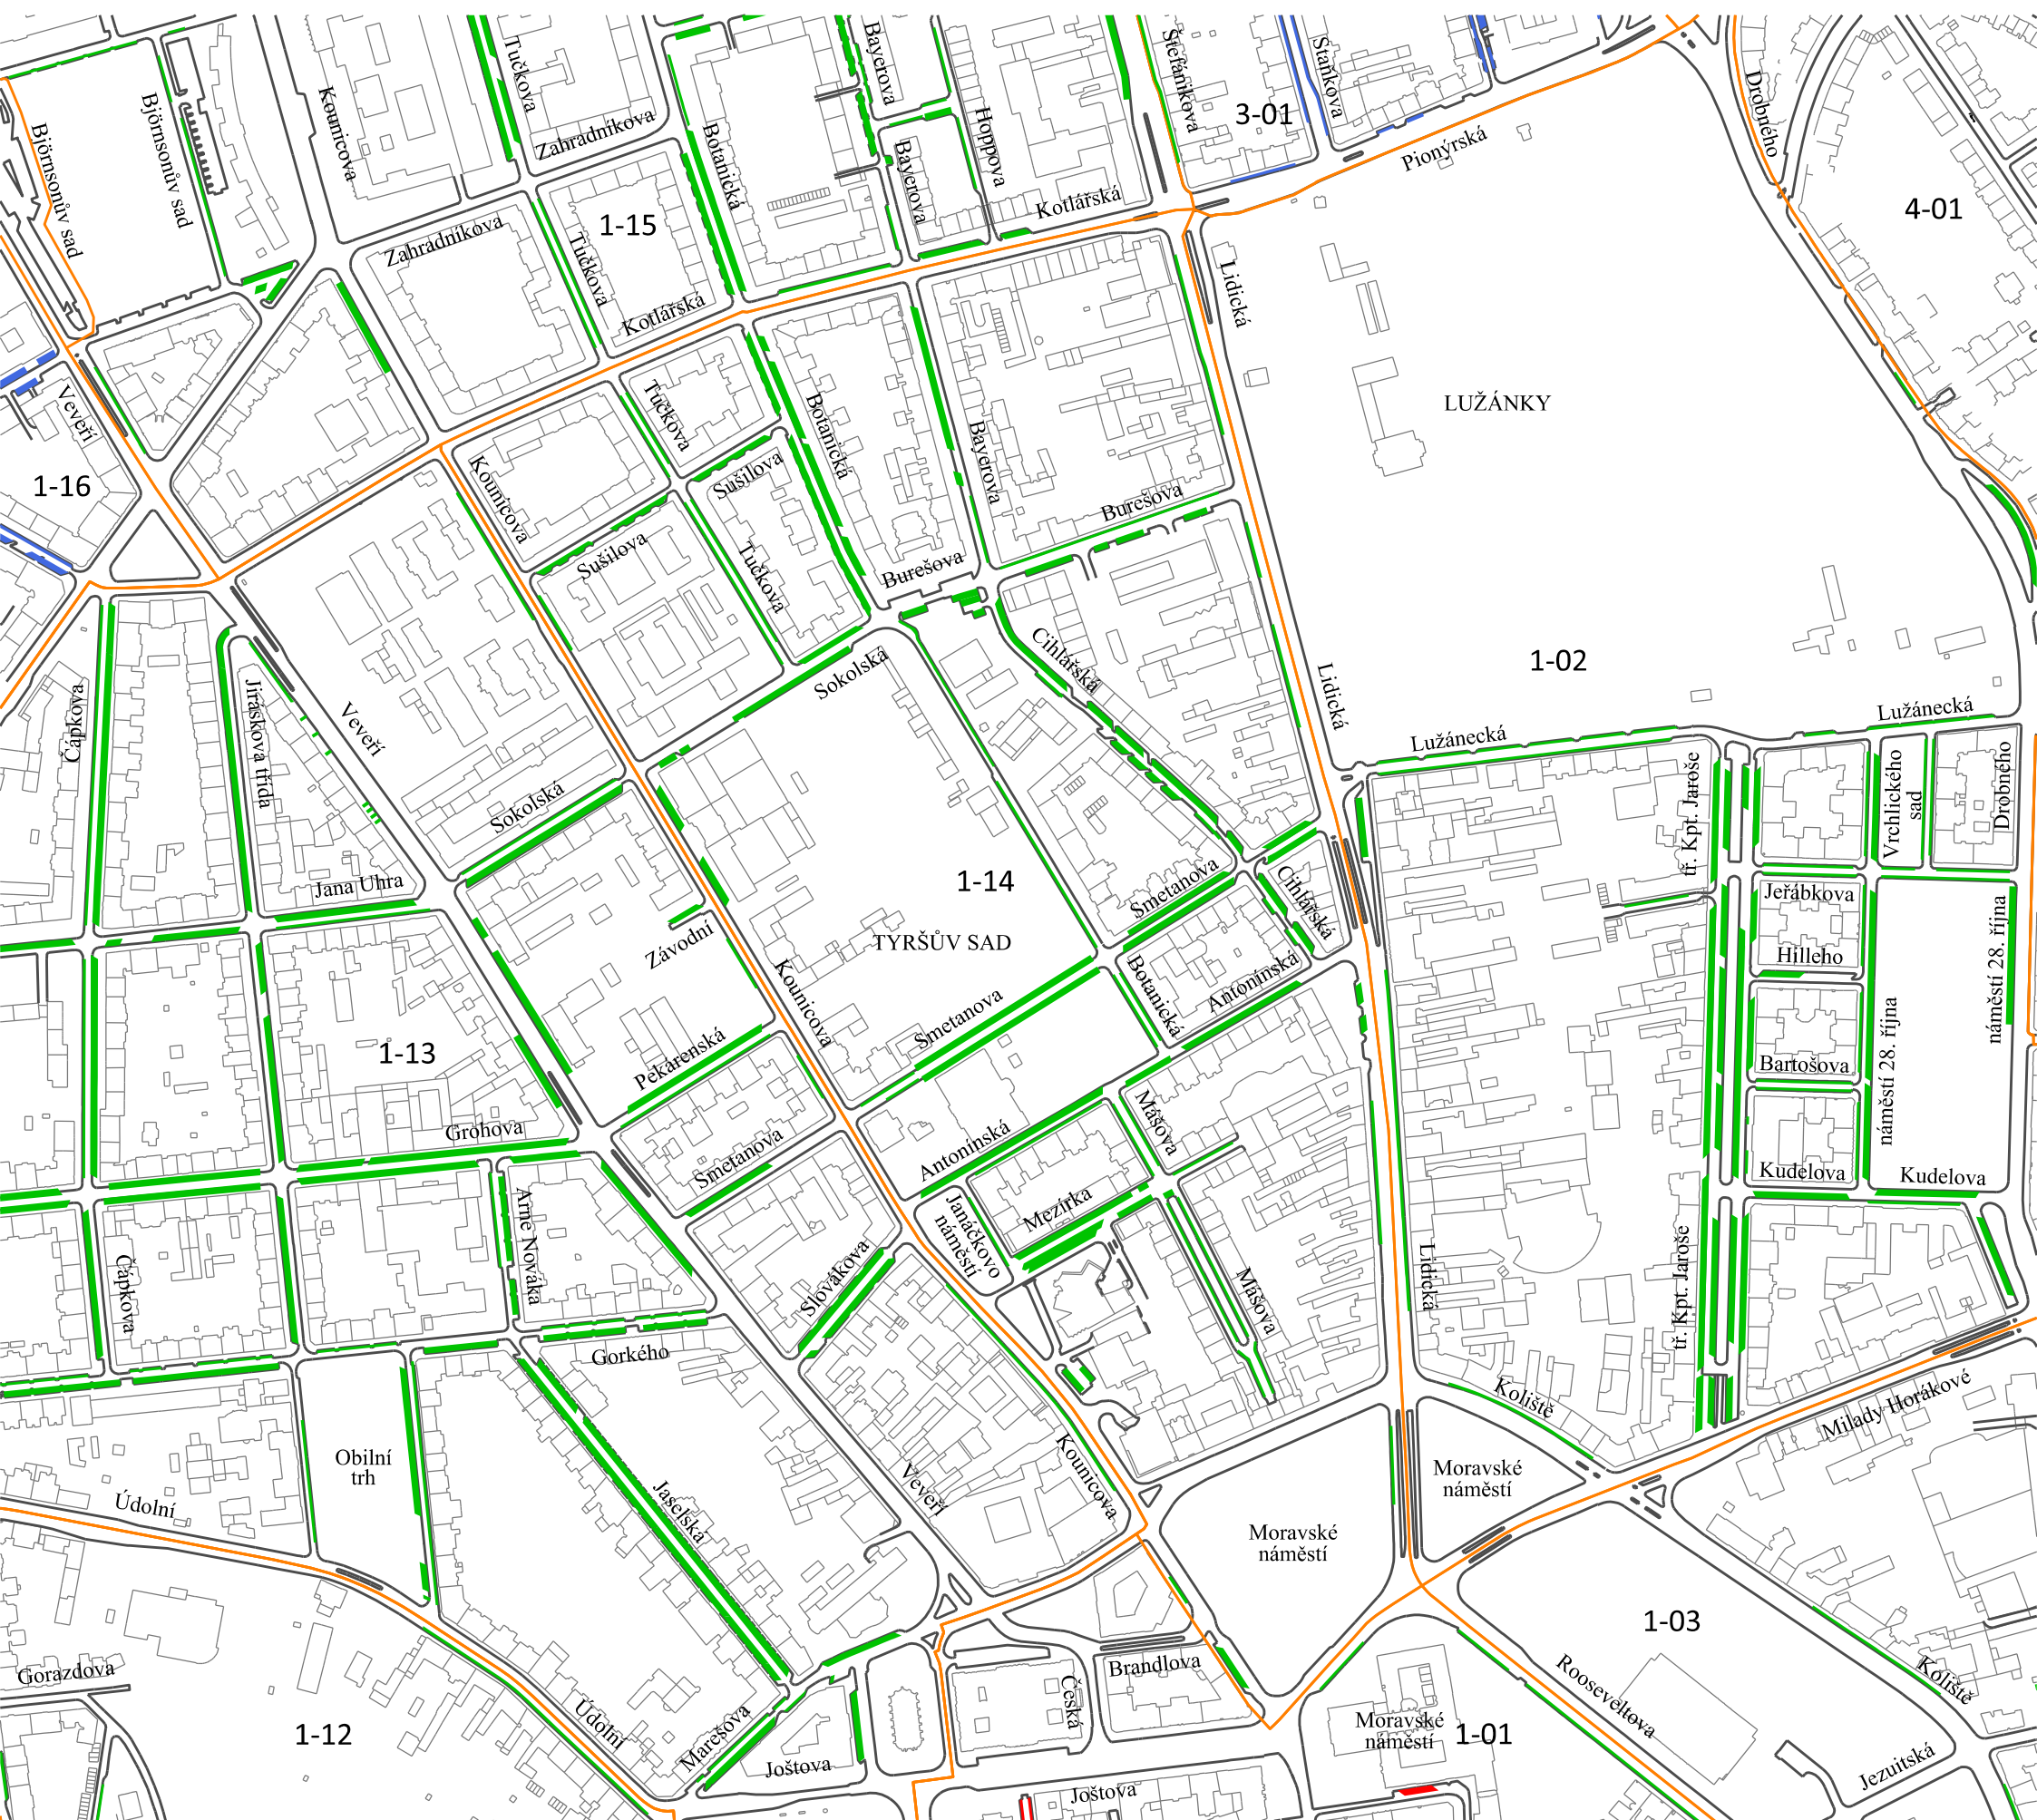 Tučkova
Bayerova
Štefánikova
Staňkova
Drobného
Kounicova
Björnsonův sad
Björnsonův sad
Zahradníkova
Botanická
Hoppova
3-01
Pionýrská
Bayerova
Kotlářská
4-01
1-15
Zahradníkova
Tučkova
Kotlářská
Lidická
LUŽÁNKY
Veveří
Tučkova
Botanická
Bayerova
1-16
Kounicova
Sušilova
Burešova
Sušilova
Tučkova
Burešova
Cihlářská
Sokolská
Lidická
1-02
Čápkova
Jiráskova třída
Veveří
Lužánecká
Lužánecká
Sokolská
tř. Kpt. Jaroše
Vrchlického
sad
Drobného
Jana Uhra
1-14
Smetanova
Cihlářská
Jeřábkova
Závodní
TYRŠŮV SAD
Hilleho
náměstí 28. října
Kounicova
Botanická
Antonínská
Smetanova
1-13
Pekárenská
Bartošova
náměstí 28. října
Grohova
Smetanova
Antonínská
Mášova
Kudelova
Kudelova
Arne Nováka
Janáčkovo
náměstí
Mezírka
Čápkova
Slovákova
Mášova
Lidická
tř. Kpt. Jaroše
Gorkého
Koliště
Milady Horákové
Obilní
trh
Údolní
Jaselská
Veveří
Kounicova
Moravské
náměstí
Moravské
náměstí
1-03
Gorazdova
1-12
Údolní
Marešova
Joštova
Česká
Brandlova
Moravské
náměstí
1-01
Rooseveltova
Koliště
Jezuitská
Joštova